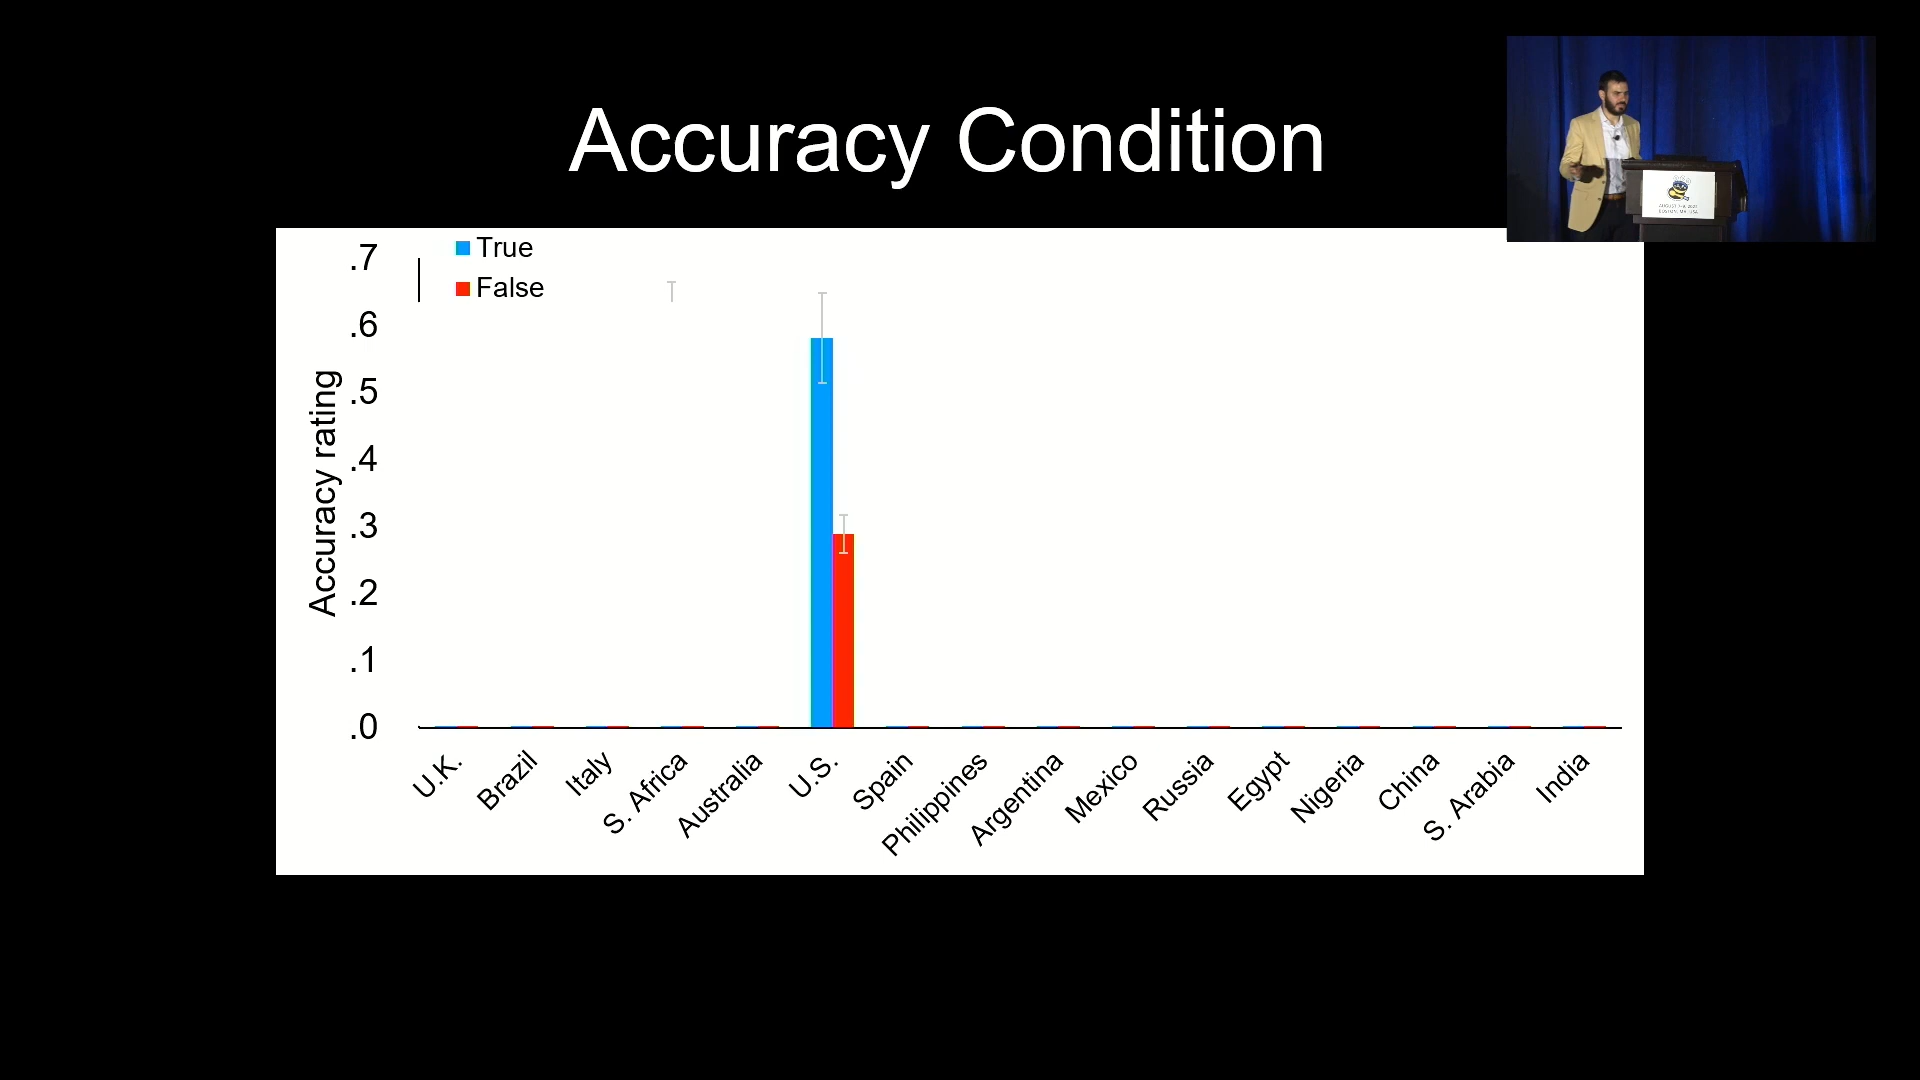 Accuracy Condition
True
False
Accuracy rating
.7
.6
.5
.4
.3
.2
.1
.0
U.K.
Brazil
Italy
S. Africa
Australia
U.S.
Spain
Philippines
Argentina
Mexico
Russia
Egypt
Nigeria
China
S. Arabia
India